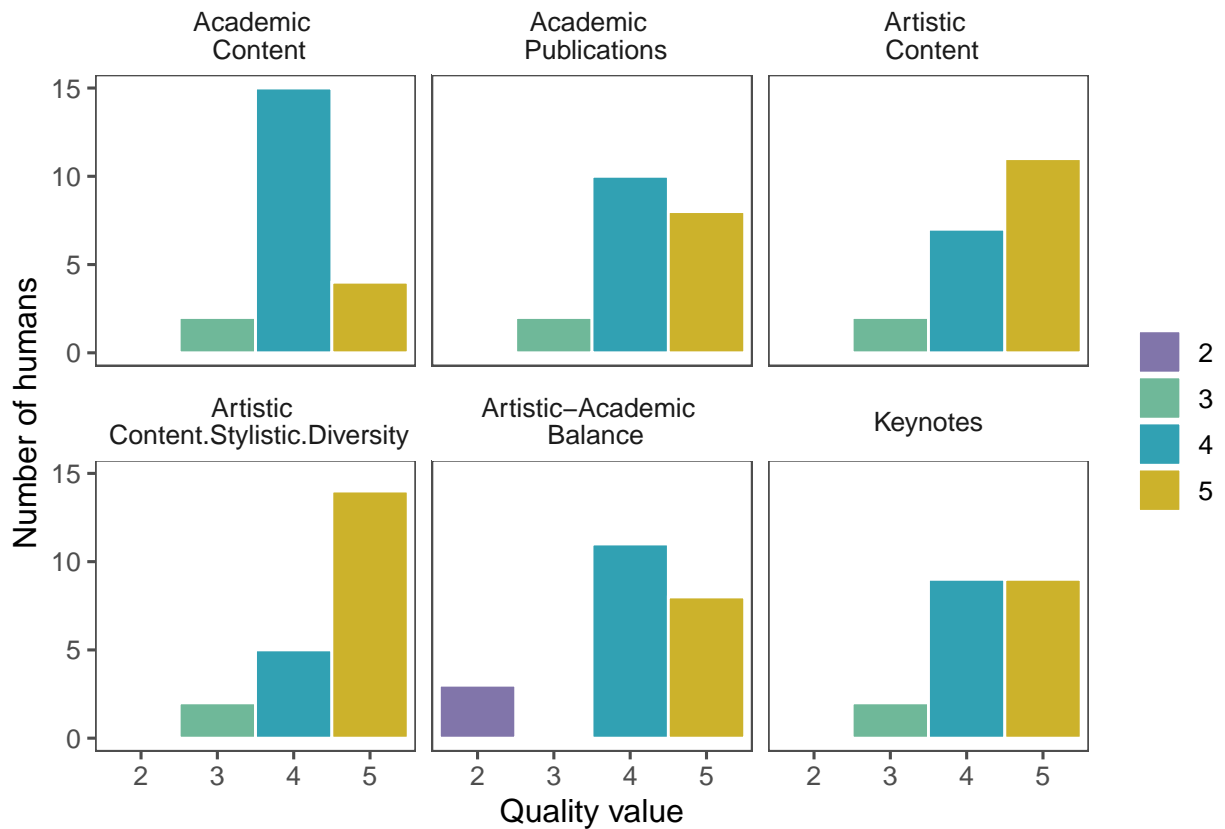 Academic
Content
Academic
Publications
Artistic
Content
15
10
5
0
Number of humans
Artistic
Content.Stylistic.Diversity
Artistic−Academic
Balance
Keynotes
15
10
5
0
2 3 4 5
2 3 4 5
2 3 4 5
Quality value
2
3
4
5